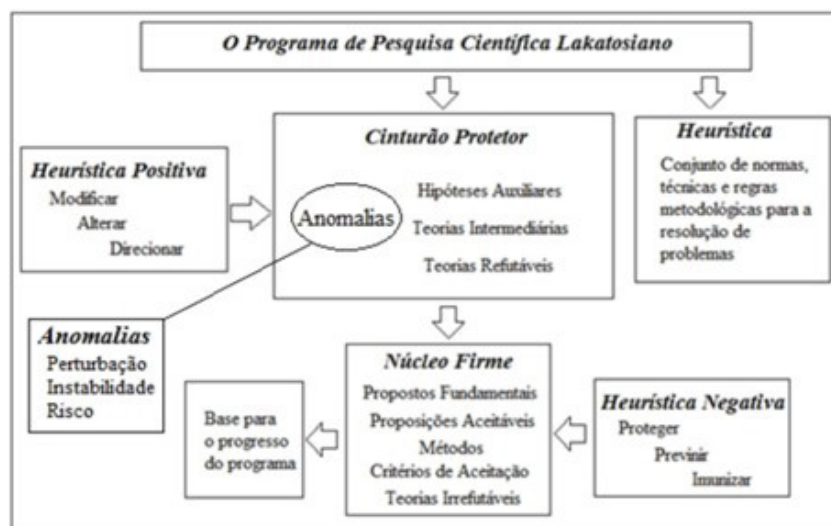 O Programa de Pesquisa Científica Lakatosiano
Heurística Positiva
Modificar
Alterar
Direcionar
Cinturão Protetor
Anomalias
Hipóteses Auxiliares
Teorias Intermediárias
Teorias Refutáveis
Heurística
Conjunto de normas,
técnicas e regras
metodológicas para a
resolução de
problemas
Anomalias
Perturbação
Instabilidade
Risco
Base para
o progresso
do programa
Núcleo Firme
Propostos Fundamentais
Proposições Aceitáveis
Métodos
Critérios de Aceitação
Teorias Irrefutáveis
Heurística Negativa
Proteger
Previnir
Imunizar